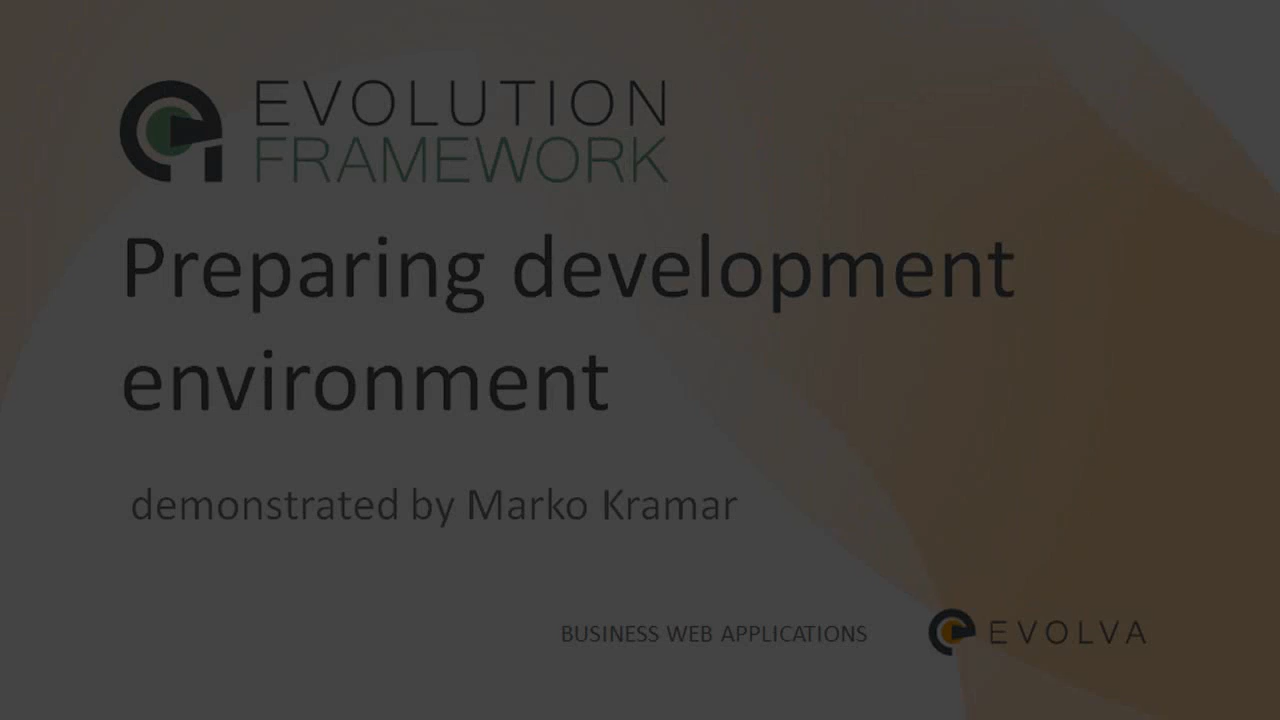 EVOLUTION
FRAMEWORK
Preparing development
environment
demonstrated by Marko Kramar
BUSINESS WEB APPLICATIONS
EVOLVA